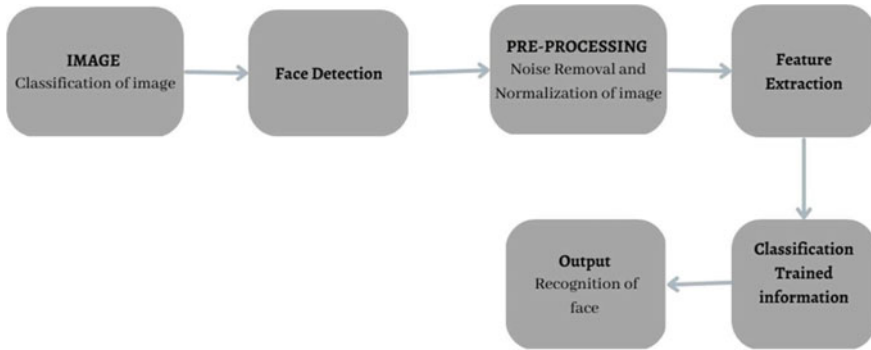 IMAGE
Classification of image
Face Detection
PRE-PROCESSING
Noise Removal and
Normalization of image
Feature
Extraction
Classification
Trained
information
Output
Recognition of
face